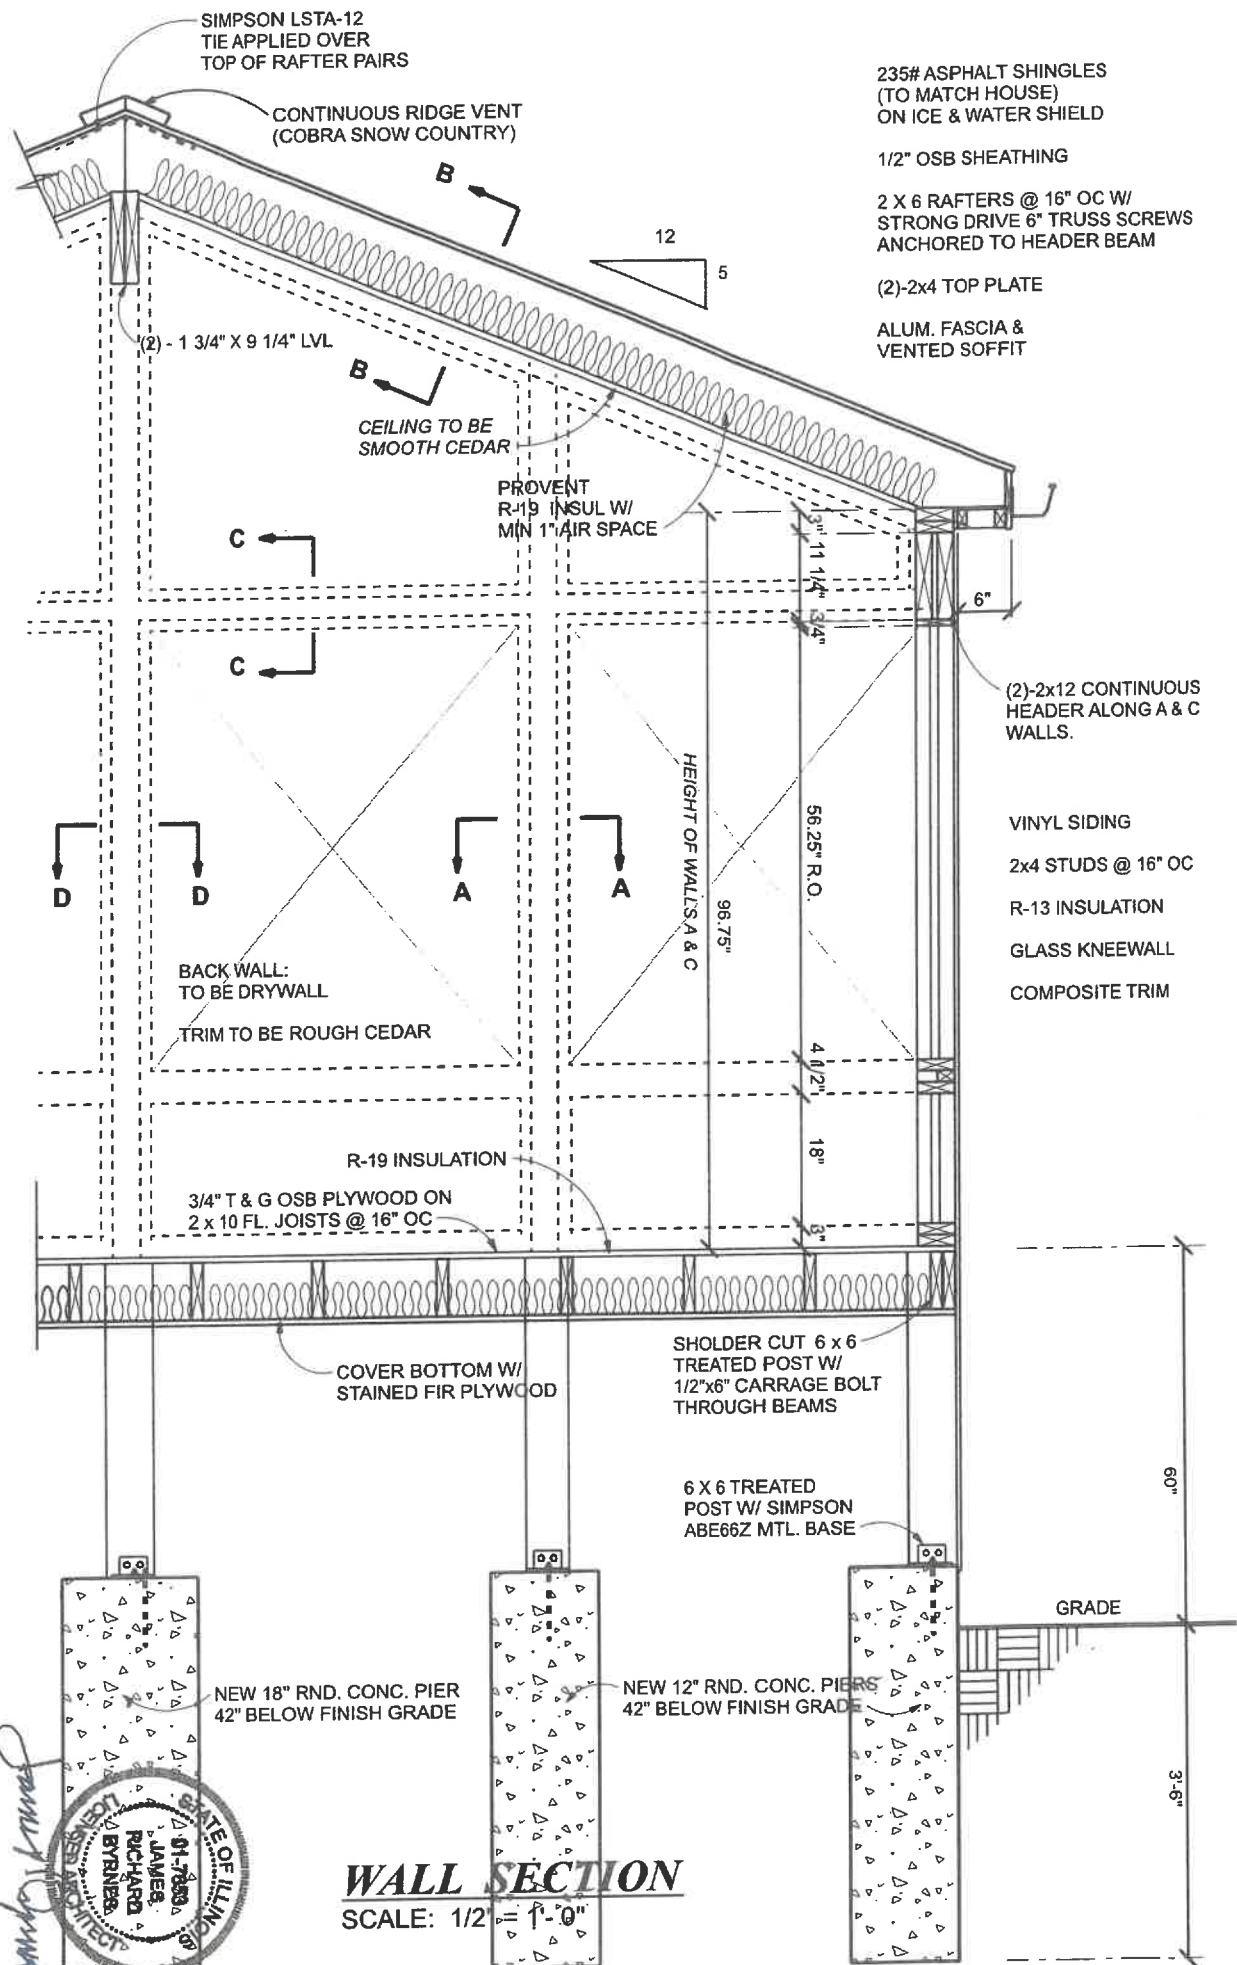 SIMPSON LSTA-12
TIE APPLIED OVER
TOP OF RAFTER PAIRS
CONTINUOUS RIDGE VENT
(COBRA SNOW COUNTRY)
235# ASPHALT SHINGLES
(TO MATCH HOUSE)
ON ICE & WATER SHIELD
1/2" OSB SHEATHING
2 X 6 RAFTERS @ 16" OC W/
STRONG DRIVE 6" TRUSS SCREWS
ANCHORED TO HEADER BEAM
(2)-2x4 TOP PLATE
ALUM. FASCIA &
VENTED SOFFIT
B
12
5
(2) - 1 3/4" X 9 1/4" LVL
B
CEILING TO BE
SMOOTH CEDAR
PROVENT
R-19 INSUL W/
MIN 1" AIR SPACE
C
C
3"
11 1/4"
3/4"
6"
(2)-2x12 CONTINUOUS
HEADER ALONG A & C
WALLS.
HEIGHT OF WALLS A & C
96.75"
56.25" R.O.
VINYL SIDING
2x4 STUDS @ 16" OC
R-13 INSULATION
GLASS KNEEWALL
COMPOSITE TRIM
D
D
A
A
BACK WALL:
TO BE DRYWALL
TRIM TO BE ROUGH CEDAR
4 1/2"
18"
3"
R-19 INSULATION
3/4" T & G OSB PLYWOOD ON
2 x 10 FL. JOISTS @ 16" OC
COVER BOTTOM W/
STAINED FIR PLYWOOD
SHOLDER CUT 6 x 6
TREATED POST W/
1/2"x6" CARRAGE BOLT
THROUGH BEAMS
6 X 6 TREATED
POST W/ SIMPSON
ABE66Z MTL. BASE
60"
GRADE
3'-6"
NEW 18" RND. CONC. PIER
42" BELOW FINISH GRADE
NEW 12" RND. CONC. PIERS
42" BELOW FINISH GRADE
STATE OF ILLINOIS
JAMES
RICHARD
BYRNES
LICENSED ARCHITECT
WALL SECTION
SCALE: 1/2" = 1'- 0"